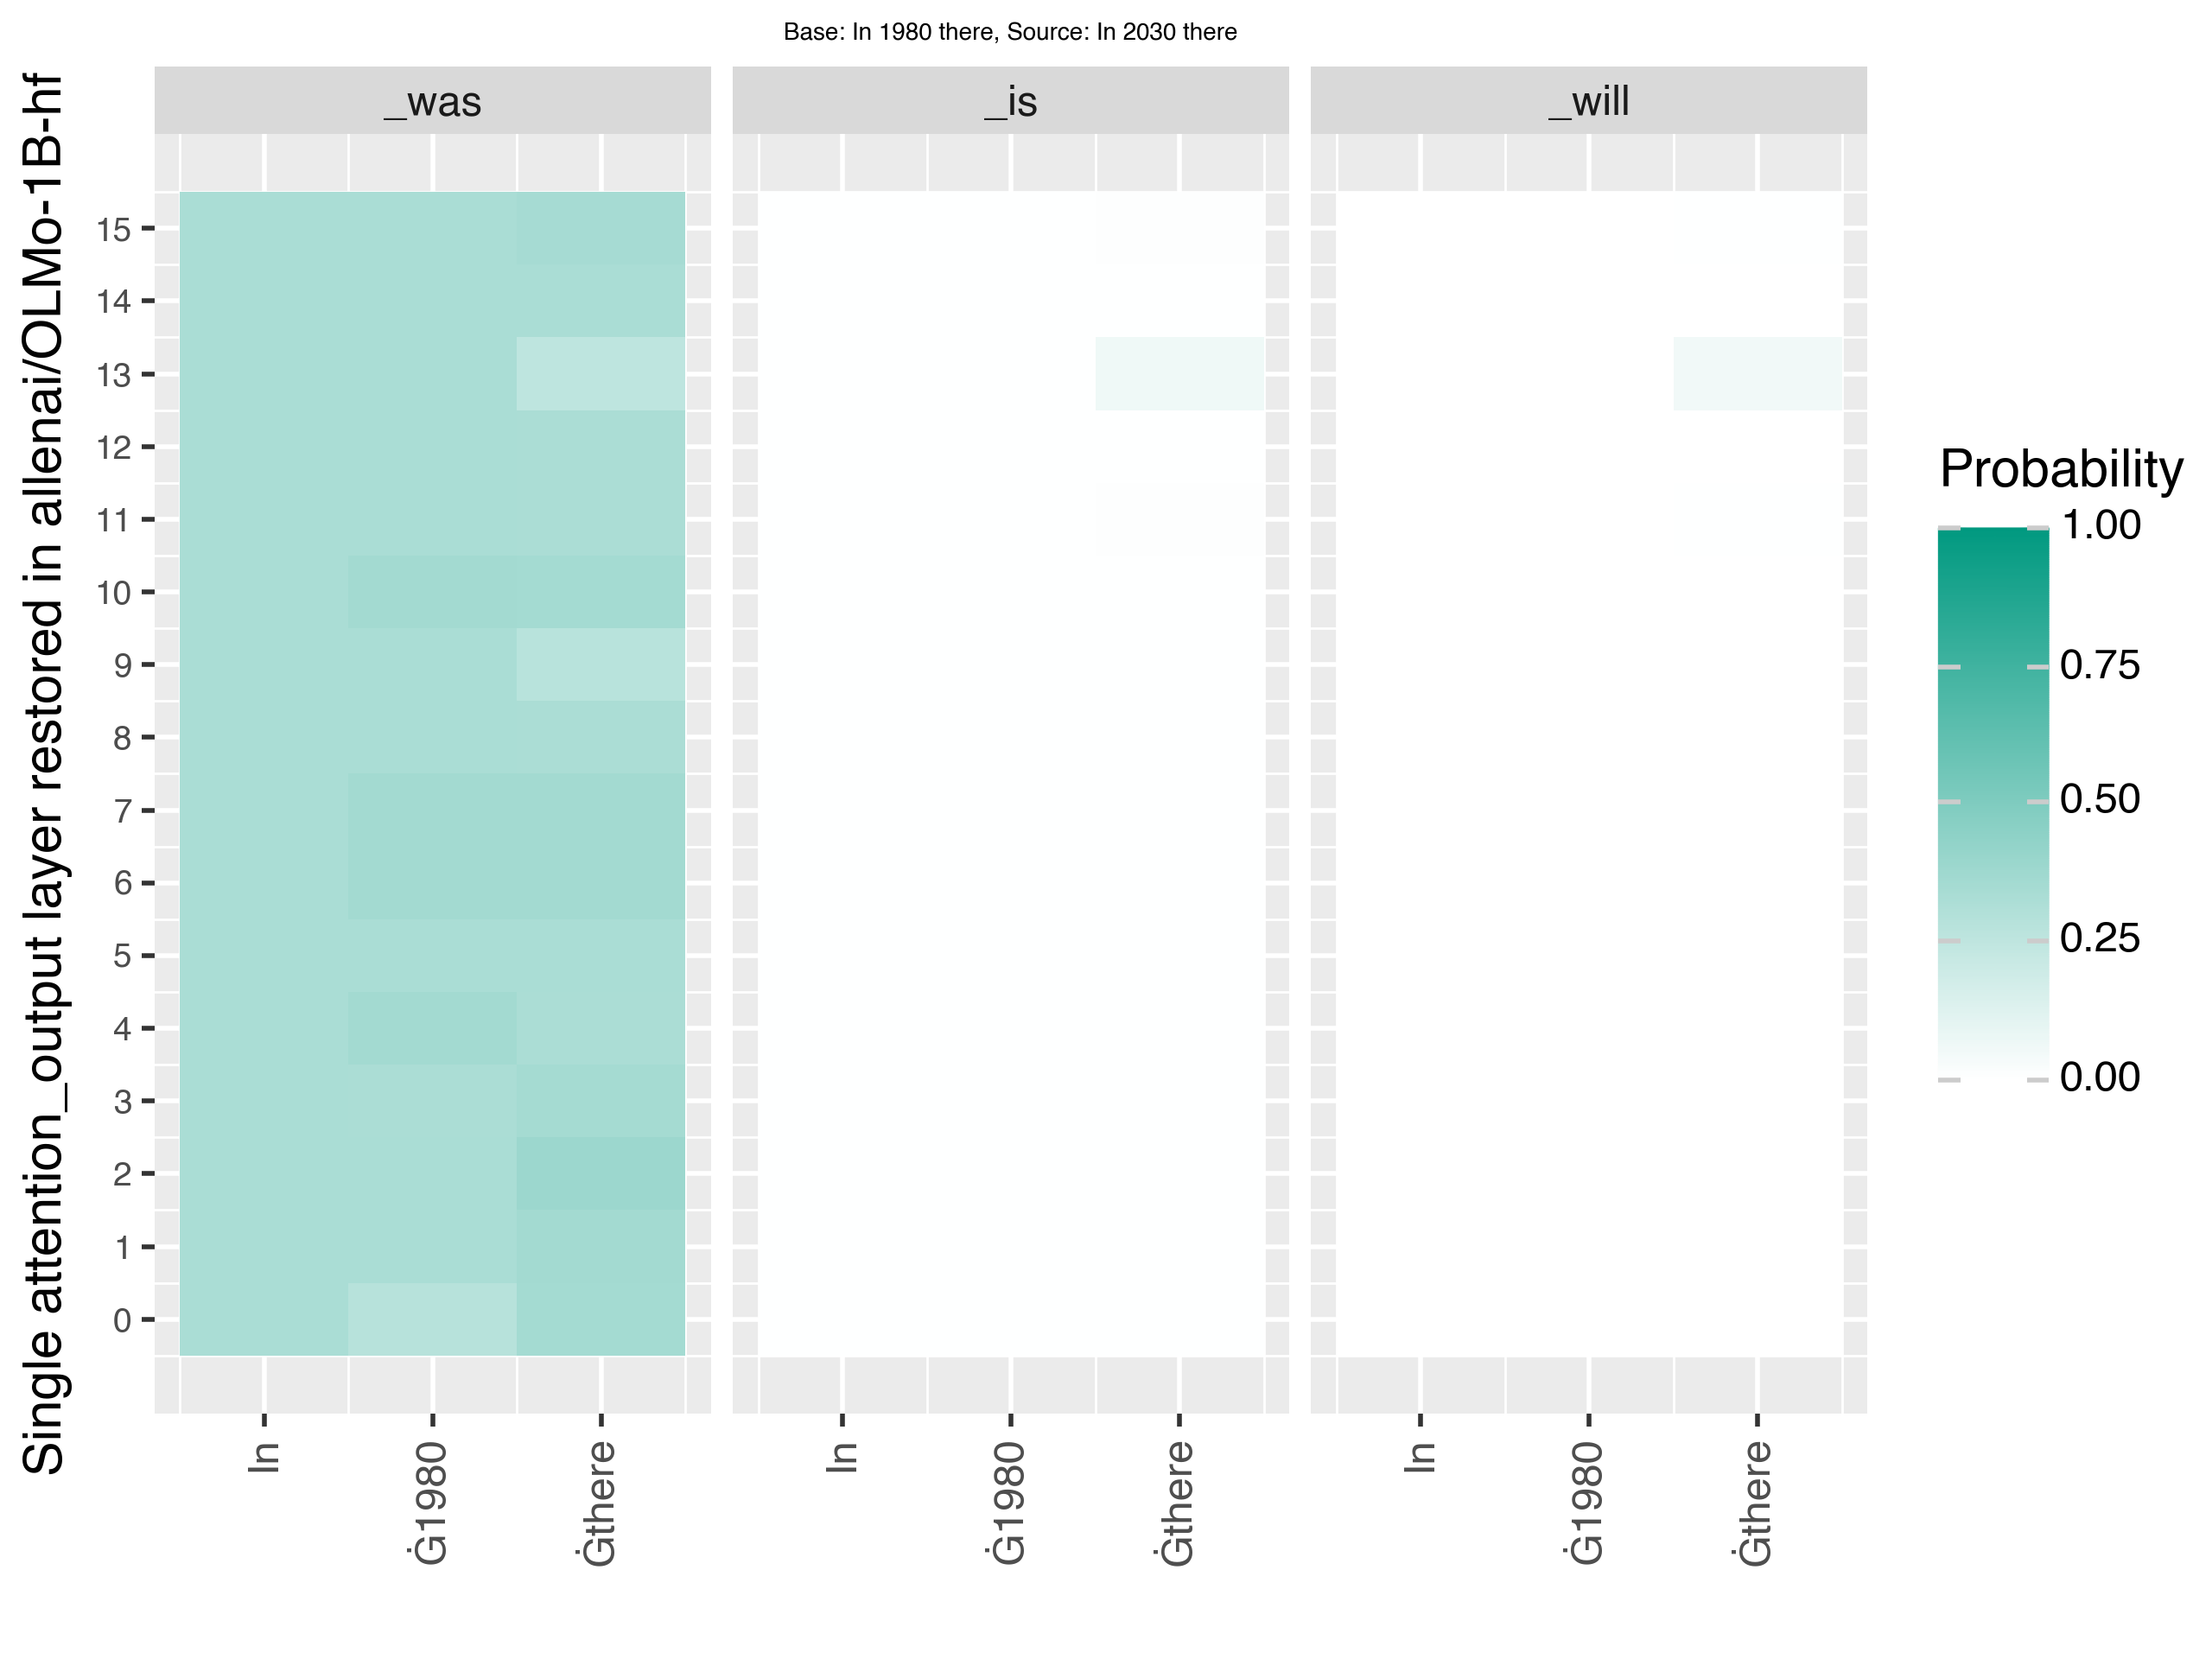 Base: In 1980 there, Source: In 2030 there
_was
_is
_will
Single attention_output layer restored in allenai/OLMo-1B-hf
15
14
13
12
11
10
9
8
7
6
5
4
3
2
1
0
In
Ġ1980
Ġthere
In
Ġ1980
Ġthere
In
Ġ1980
Ġthere
Probability
1.00
0.75
0.50
0.25
0.00